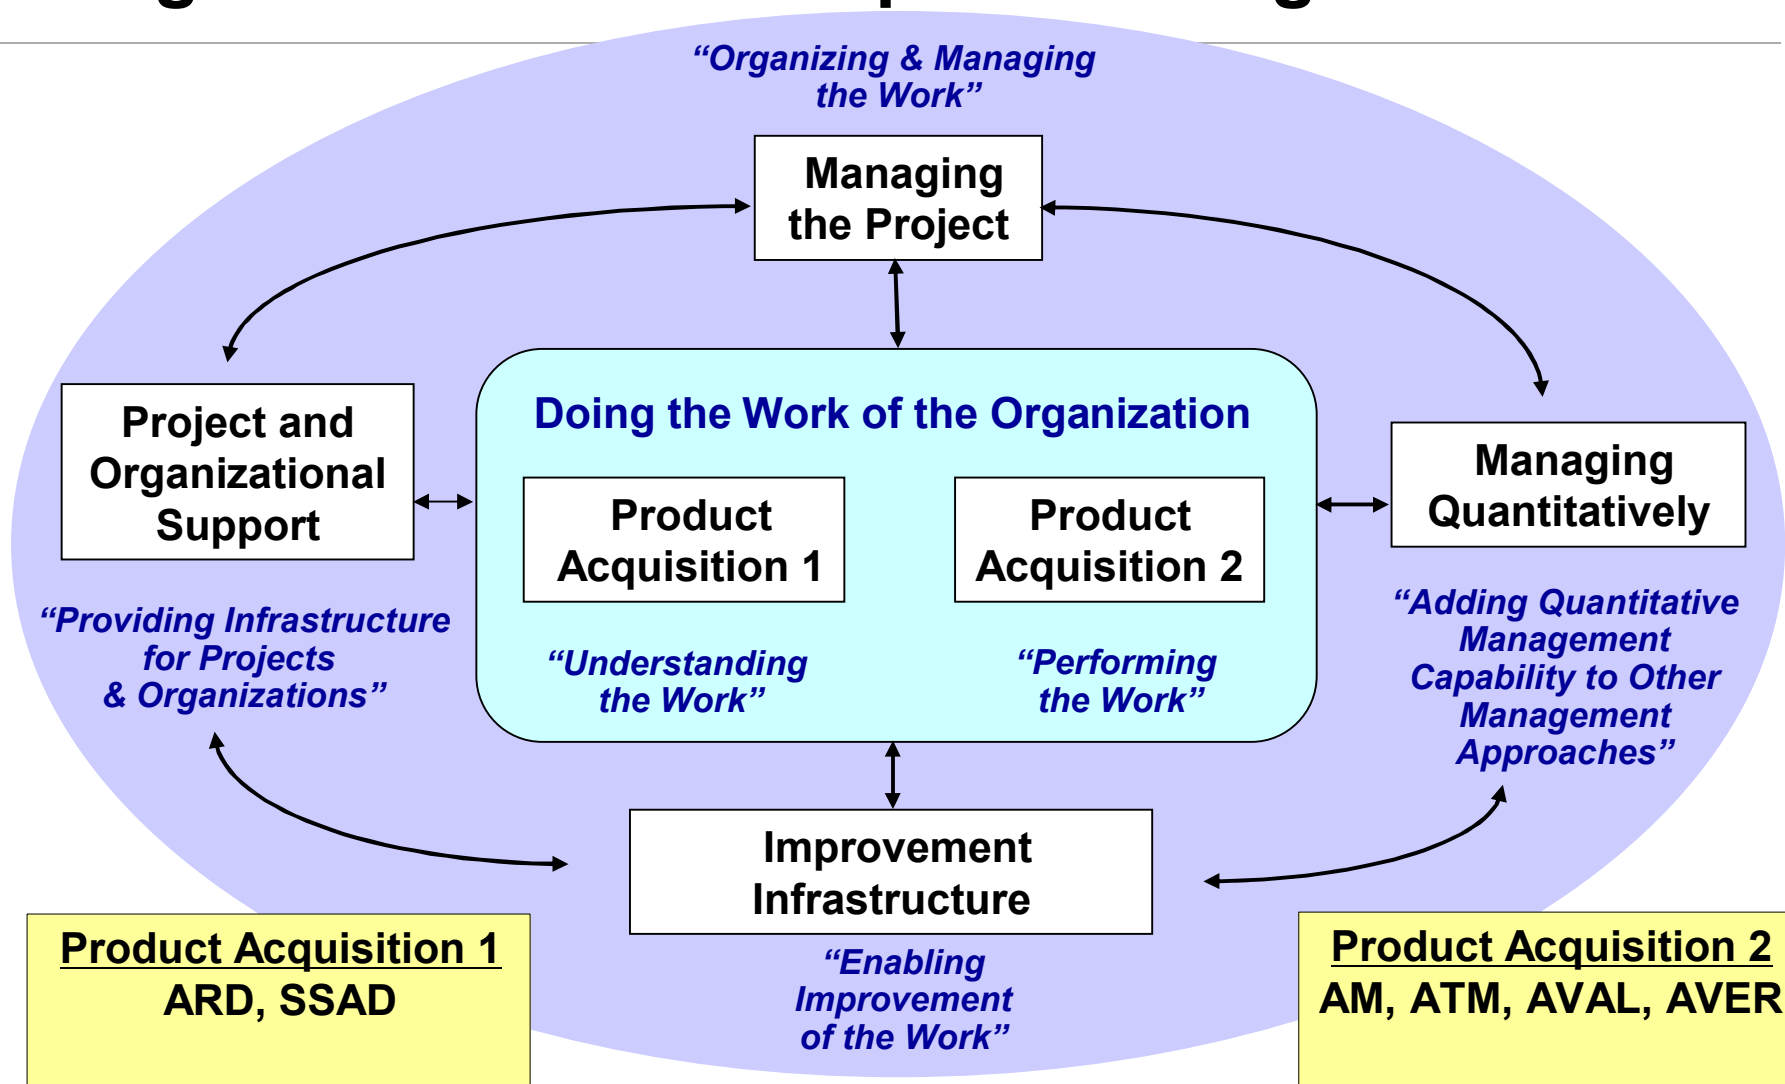 “Organizing & Managing
the Work”
Managing
the Project
Project and
Organizational
Support
“Providing Infrastructure
for Projects
& Organizations”
Doing the Work of the Organization
Product
Acquisition 1
“Understanding
the Work”
Product
Acquisition 2
“Performing
the Work”
Managing
Quantitatively
“Adding Quantitative
Management
Capability to Other
Management
Approaches”
Improvement
Infrastructure
“Enabling
Improvement
of the Work”
Product Acquisition 1
ARD, SSAD
Product Acquisition 2
AM, ATM, AVAL, AVER